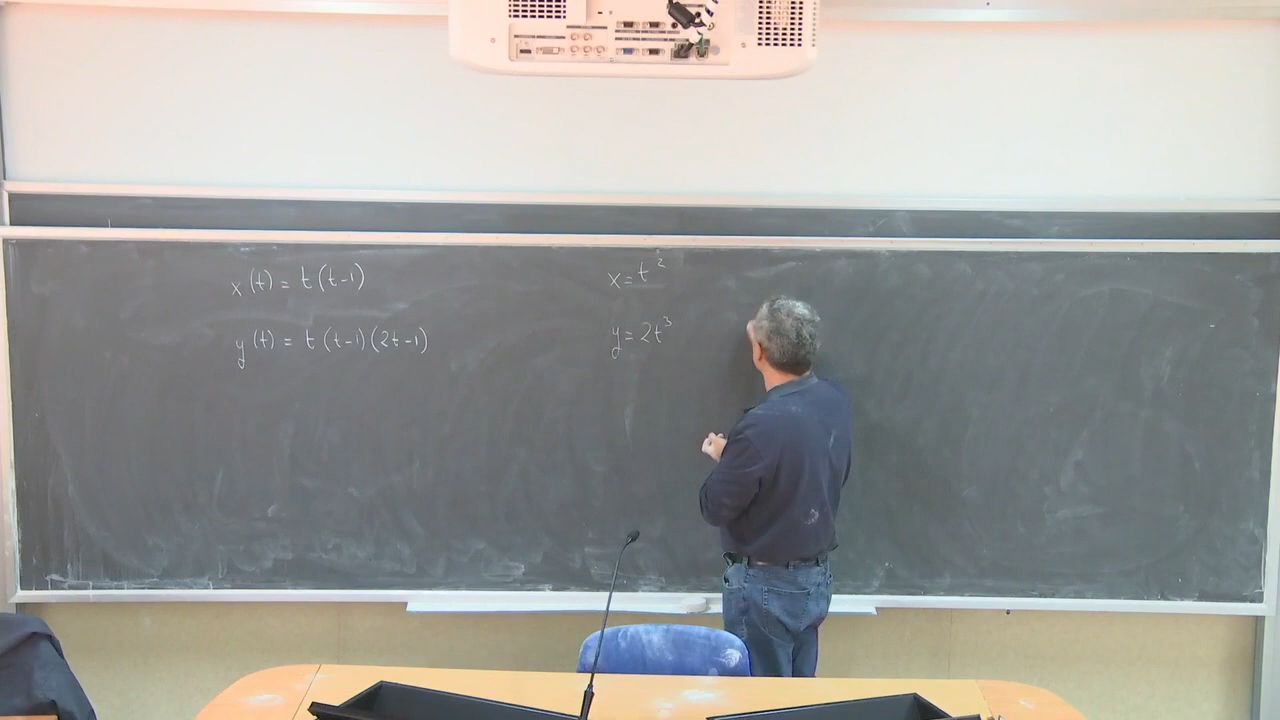 x(t) = t(t-1)
y(t) = t(t-1)(2t-1)
x = t²
y = 2t³